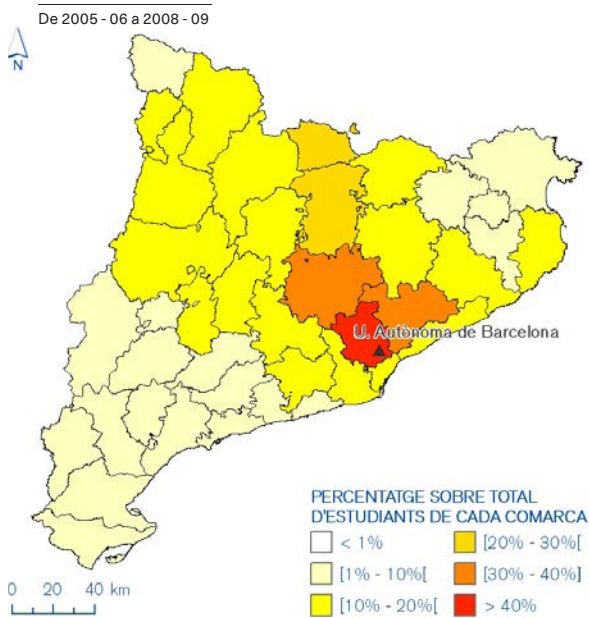 De 2005 - 06 a 2008 - 09
N
U. Autònoma de Barcelona
PERCENTATGE SOBRE TOTAL
D'ESTUDIANTS DE CADA COMARCA
< 1%
[20% - 30%[
[1% - 10%[
[30% - 40%]
[10% - 20%[
> 40%
0 20 40 km